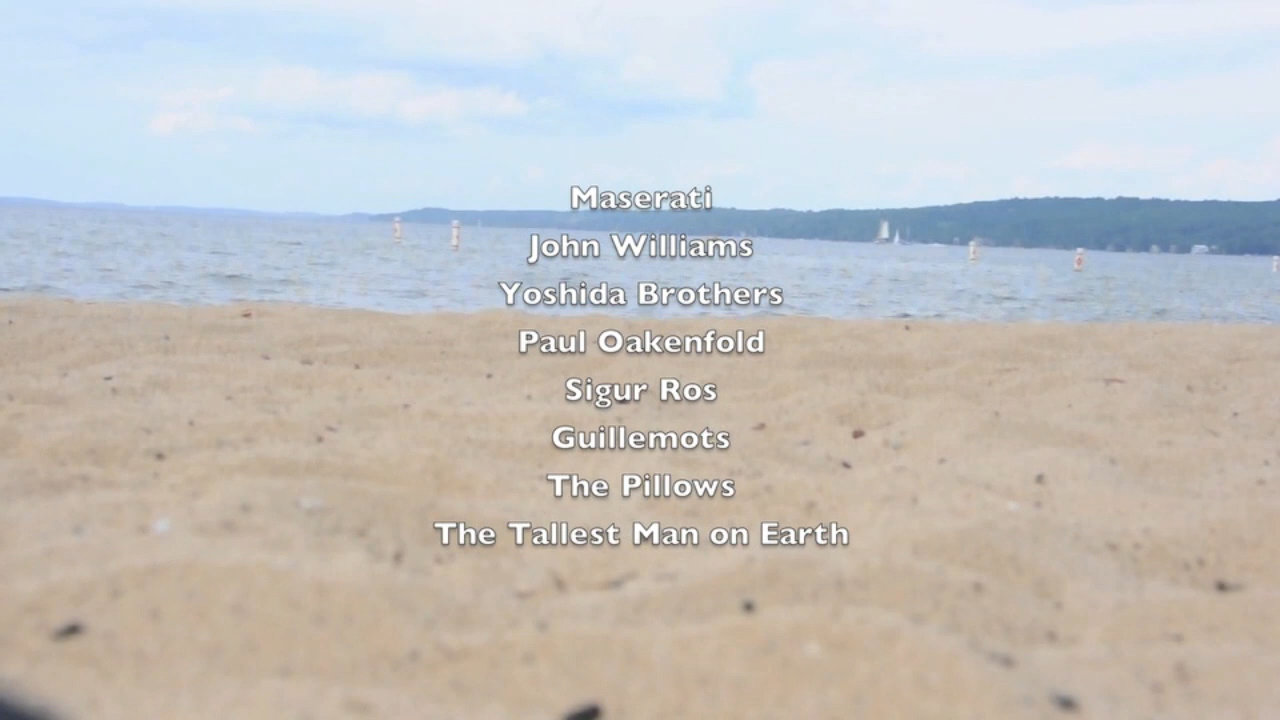 Maserati
John Williams
Yoshida Brothers
Paul Oakenfold
Sigur Ros
Guillemots
The Pillows
The Tallest Man on Earth